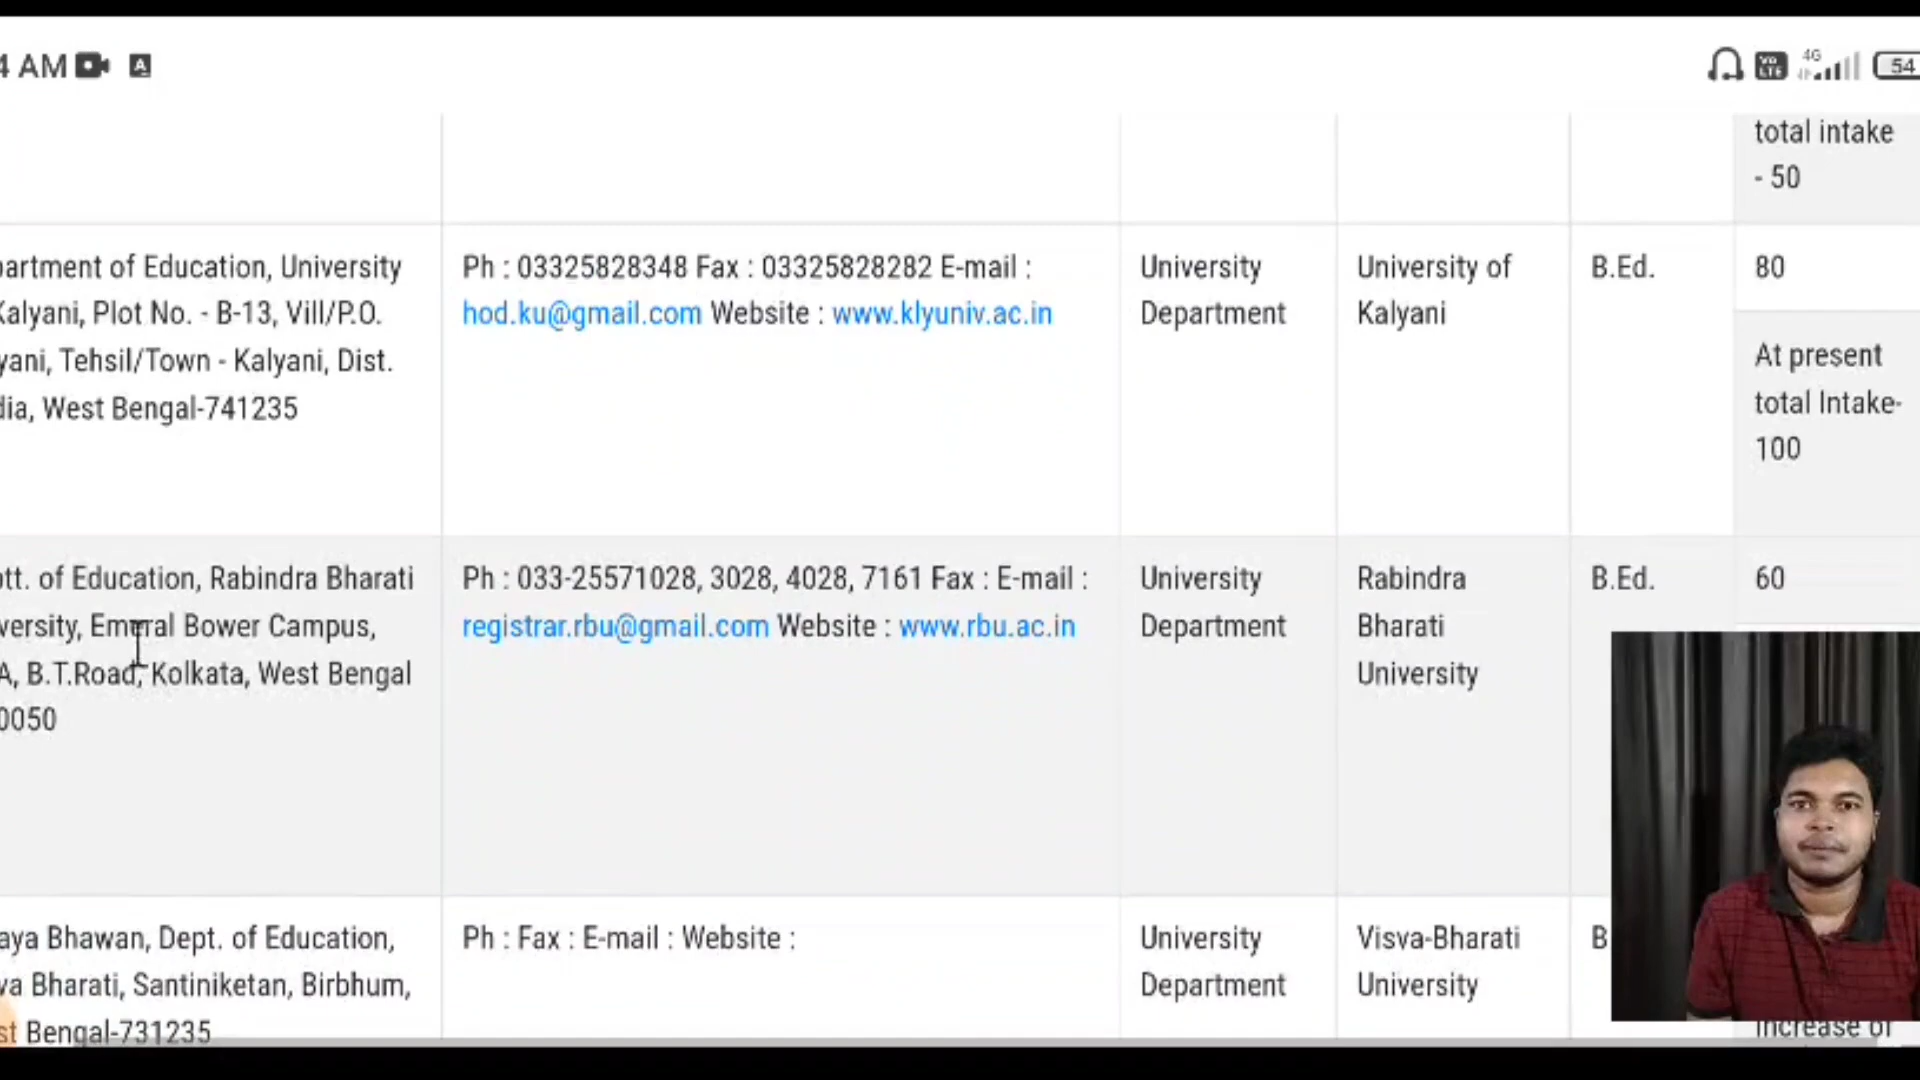 4 AM
4G
54
total intake
- 50
partment of Education, University
Kalyani, Plot No. - B-13, Vill/P.O.
yani, Tehsil/Town - Kalyani, Dist.
dia, West Bengal-741235
Ph : 03325828348 Fax : 03325828282 E-mail :
hod.ku@gmail.com Website : www.klyuniv.ac.in
University
Department
University of
Kalyani
B.Ed.
80
At present
total Intake-
100
tt. of Education, Rabindra Bharati
versity, Emeral Bower Campus,
A, B.T.Road, Kolkata, West Bengal
0050
Ph : 033-25571028, 3028, 4028, 7161 Fax : E-mail :
registrar.rbu@gmail.com Website : www.rbu.ac.in
University
Department
Rabindra
Bharati
University
B.Ed.
60
aya Bhawan, Dept. of Education,
va Bharati, Santiniketan, Birbhum,
st Bengal-731235
Ph : Fax : E-mail : Website :
University
Department
Visva-Bharati
University
B
increase of